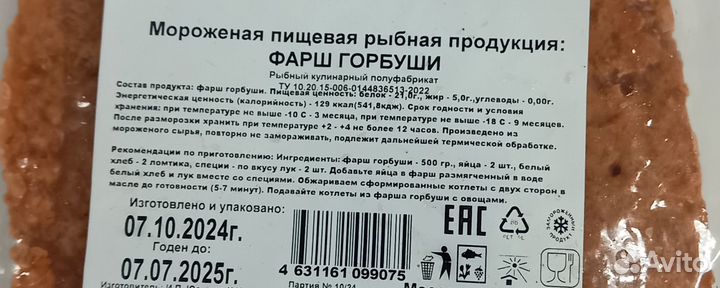 Мороженая пищевая рыбная продукция:
ФАРШ ГОРБУШИ
Рыбный кулинарный полуфабрикат
ТУ 10.20.15-006-0144836513-2022
Состав продукта: фарш горбуши. Пищевая ценность: белок - 21,0г., жир - 5,0г.,углеводы - 0,00г.
Энергетическая ценность (калорийность) - 129 ккал(541,8кдж). Срок годности и условия
хранения: при температуре не выше -10 С - 3 месяца, при температуре не выше -18 С - 9 месяцев.
После разморозки хранить при температуре +2 - +4 не более 12 часов. Произведено из
мороженого сырья, повторно не замораживать, подлежит дальнейшей термической обработке.
Рекомендации по приготовлению: Ингредиенты: фарш горбуши - 500 гр., яйца - 2 шт., белый
хлеб - 2 ломтика, специи - по вкусу лук - 2 шт. Добавьте яйца в фарш размягченный в воде
белый хлеб и лук вместе со специями. Обжариваем сформированные котлеты с двух сторон в
масле до готовности (5-7 минут). Подавайте котлеты из фарша горбуши с овощами.
Изготовлено и упаковано:
07.10.2024г.
Годен до:
07.07.2025г.
4 631161 099075
Партия № 10/24
EAC
ЗАМОРОЖЕННЫЙ
Avito